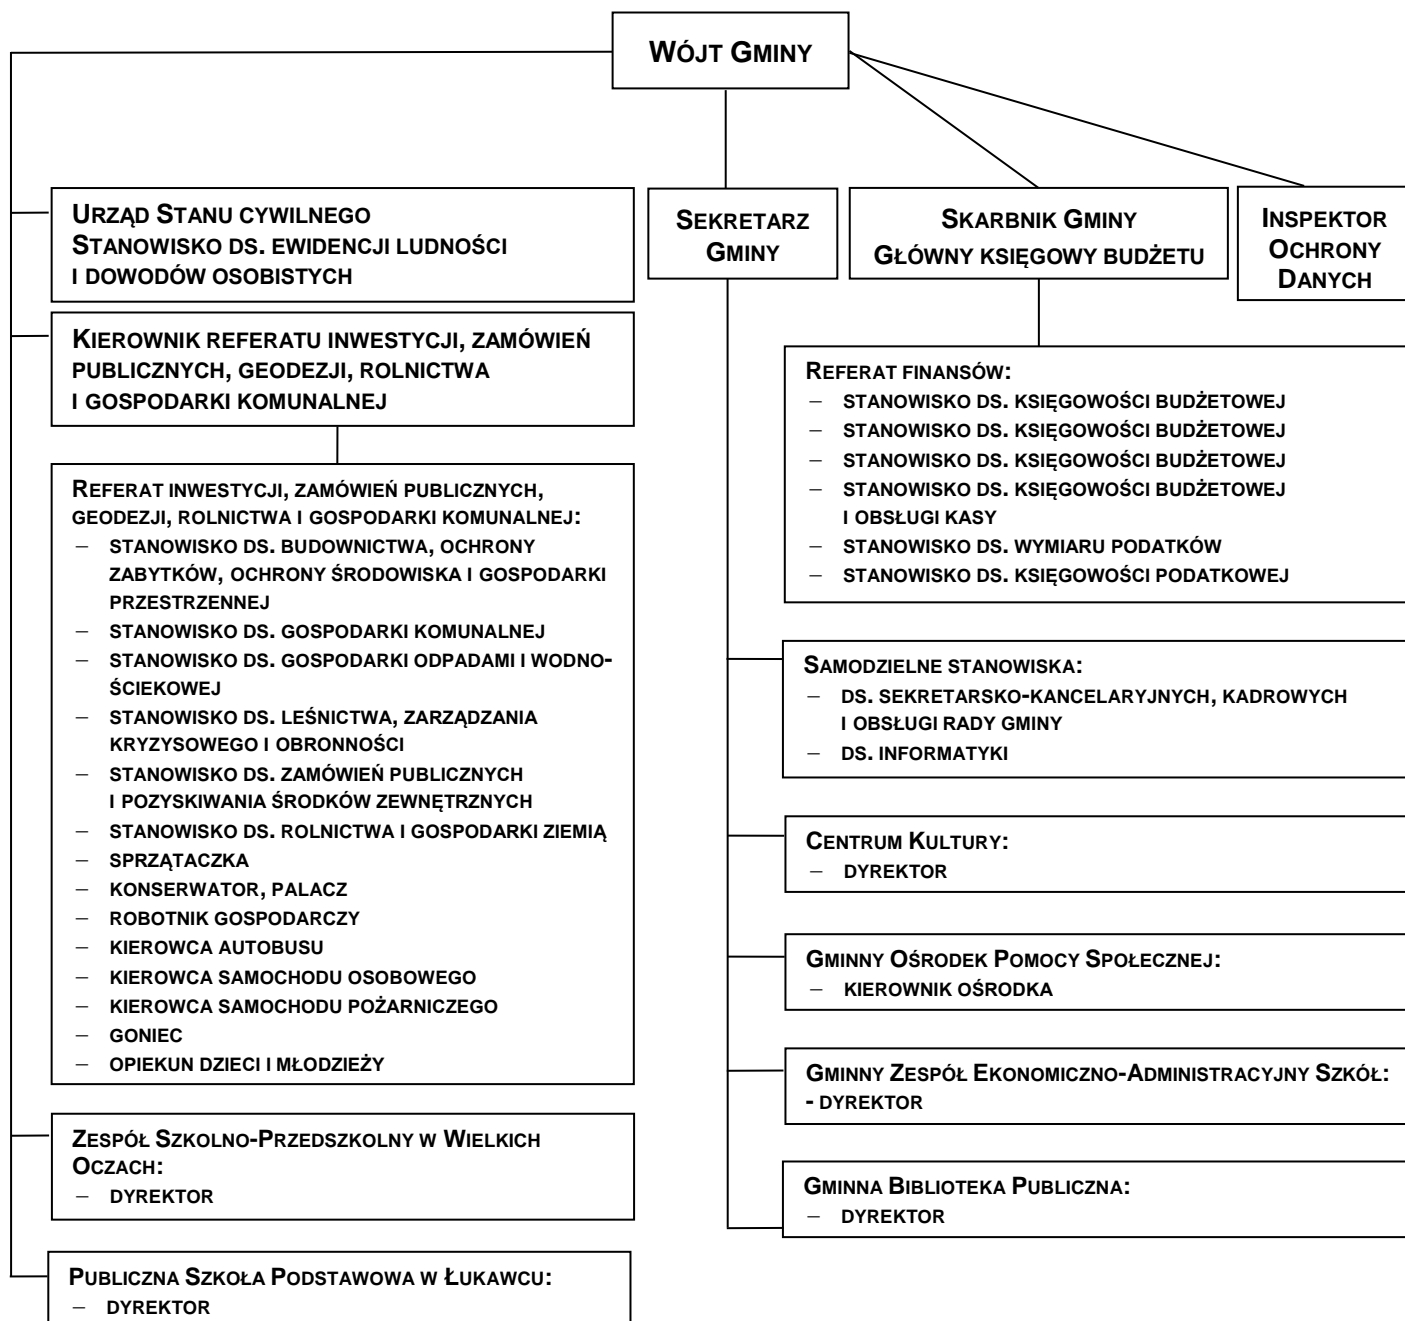 WÓJT GMINY
URZĄD STANU CYWILNEGO
STANOWISKO DS. EWIDENCJI LUDNOŚCI
I DOWODÓW OSOBISTYCH
SEKRETARZ
GMINY
SKARBNIK GMINY
GŁÓWNY KSIĘGOWY BUDŻETU
INSPEKTOR
OCHRONY
DANYCH
KIEROWNIK REFERATU INWESTYCJI, ZAMÓWIEŃ
PUBLICZNYCH, GEODEZJI, ROLNICTWA
I GOSPODARKI KOMUNALNEJ
REFERAT INWESTYCJI, ZAMÓWIEŃ PUBLICZNYCH,
GEODEZJI, ROLNICTWA I GOSPODARKI KOMUNALNEJ:
– STANOWISKO DS. BUDOWNICTWA, OCHRONY
ZABYTKÓW, OCHRONY ŚRODOWISKA I GOSPODARKI
PRZESTRZENNEJ
– STANOWISKO DS. GOSPODARKI KOMUNALNEJ
– STANOWISKO DS. GOSPODARKI ODPADAMI I WODNO-
ŚCIEKOWEJ
– STANOWISKO DS. LEŚNICTWA, ZARZĄDZANIA
KRYZYSOWEGO I OBRONNOŚCI
– STANOWISKO DS. ZAMÓWIEŃ PUBLICZNYCH
I POZYSKIWANIA ŚRODKÓW ZEWNĘTRZNYCH
– STANOWISKO DS. ROLNICTWA I GOSPODARKI ZIEMIĄ
– SPRZĄTACZKA
– KONSERWATOR, PALACZ
– ROBOTNIK GOSPODARCZY
– KIEROWCA AUTOBUSU
– KIEROWCA SAMOCHODU OSOBOWEGO
– KIEROWCA SAMOCHODU POŻARNICZEGO
– GONIEC
– OPIEKUN DZIECI I MŁODZIEŻY
ZESPÓŁ SZKOLNO-PRZEDSZKOLNY W WIELKICH
OCZACH:
– DYREKTOR
PUBLICZNA SZKOŁA PODSTAWOWA W ŁUKAWCU:
– DYREKTOR
REFERAT FINANSÓW:
– STANOWISKO DS. KSIĘGOWOŚCI BUDŻETOWEJ
– STANOWISKO DS. KSIĘGOWOŚCI BUDŻETOWEJ
– STANOWISKO DS. KSIĘGOWOŚCI BUDŻETOWEJ
– STANOWISKO DS. KSIĘGOWOŚCI BUDŻETOWEJ
I OBSŁUGI KASY
– STANOWISKO DS. WYMIARU PODATKÓW
– STANOWISKO DS. KSIĘGOWOŚCI PODATKOWEJ
SAMODZIELNE STANOWISKA:
– DS. SEKRETARSKO-KANCELARYJNYCH, KADROWYCH
I OBSŁUGI RADY GMINY
– DS. INFORMATYKI
CENTRUM KULTURY:
– DYREKTOR
GMINNY OŚRODEK POMOCY SPOŁECZNEJ:
– KIEROWNIK OŚRODKA
GMINNY ZESPÓŁ EKONOMICZNO-ADMINISTRACYJNY SZKÓŁ:
- DYREKTOR
GMINNA BIBLIOTEKA PUBLICZNA:
– DYREKTOR